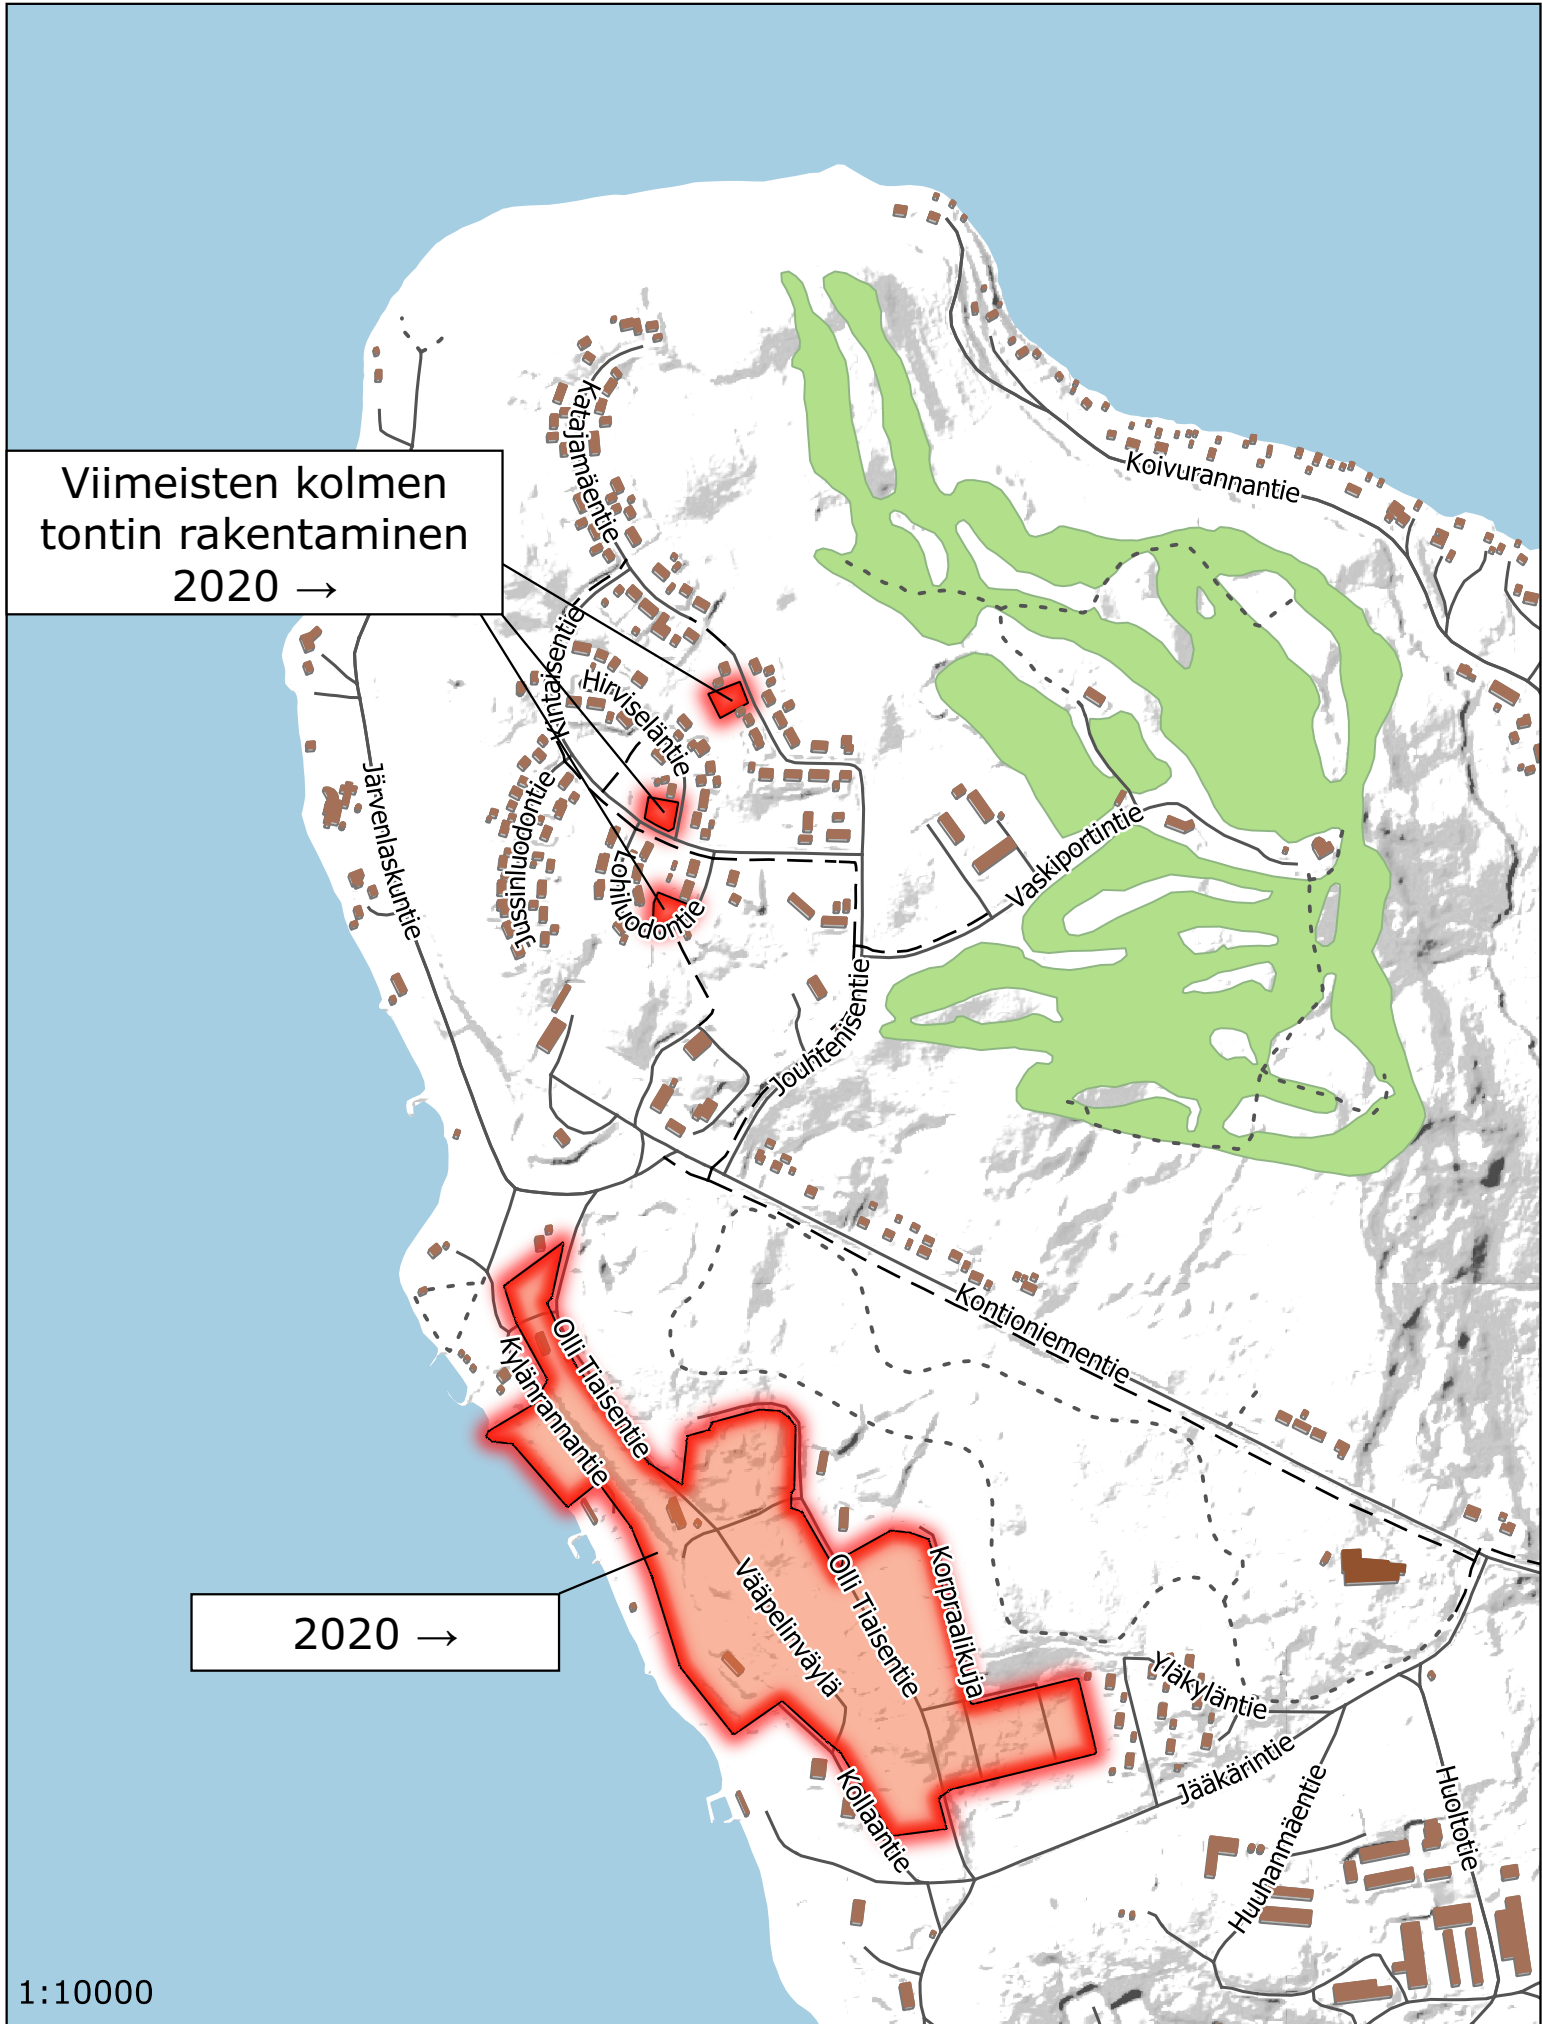 Katajamäentie
Koivurannantie
Viimeisten kolmen
tontin rakentaminen
2020 →
Kintaisentie
Hirviseläntie
Järvenlaskuntie
Jussinluodontie
Lohiluodontie
Vaskiportintie
Jouhtenisentie
Kontioniementie
Olli Tiaisentie
Kylänrannantie
2020 →
Vääpelinväylä
Olli Tiaisentie
Korpraalikuja
Yläkyläntie
Jääkärintie
Kollaantie
Huuhanmäentie
Huoltotie
1:10000